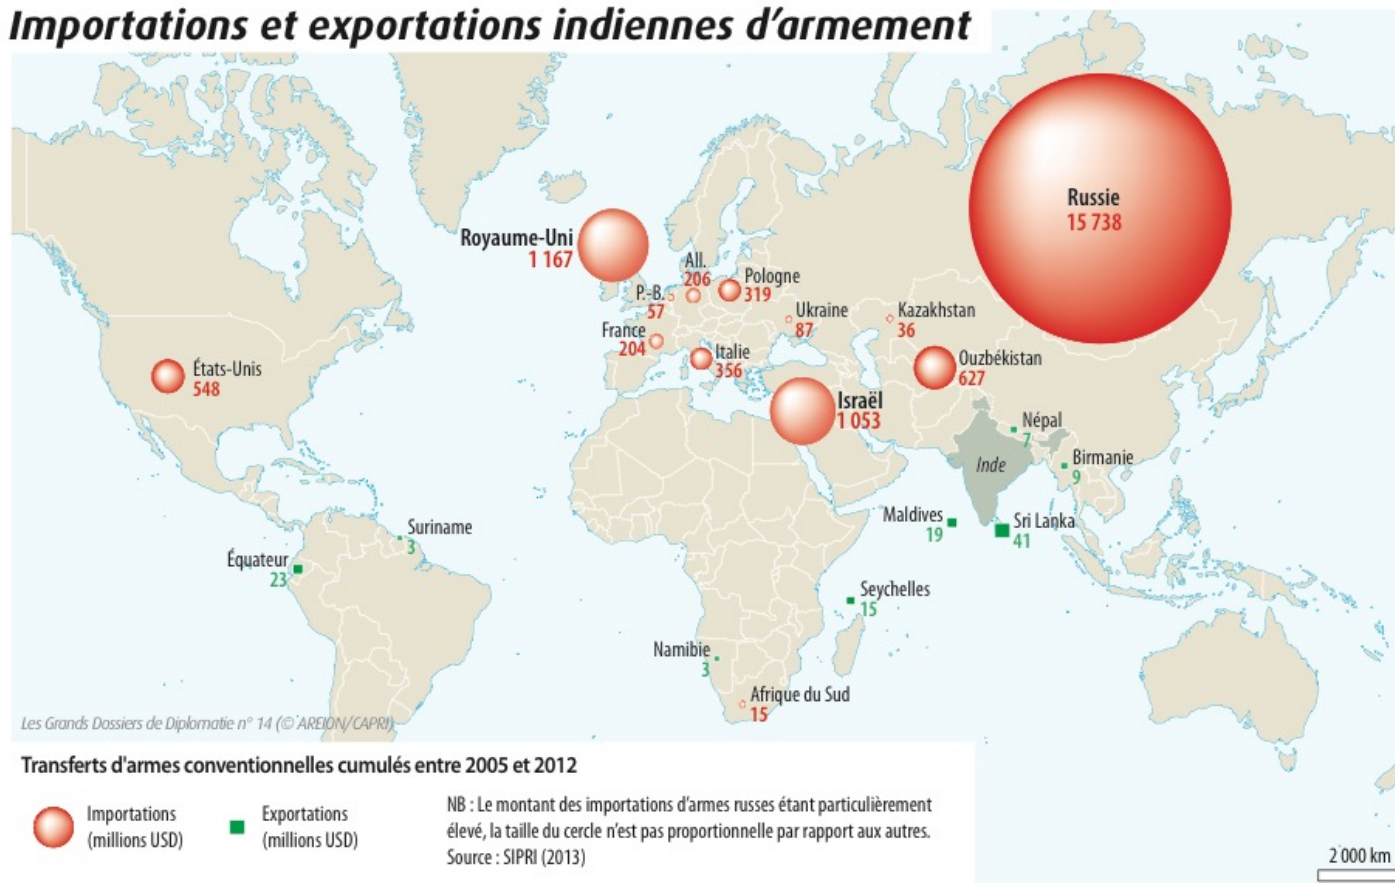 Importations et exportations indiennes d'armement
Russie
15 738
Royaume-Uni
1 167
All.
206
Pologne
319
P.-B.
57
Ukraine
87
Kazakhstan
36
France
204
Italie
356
Ouzbékistan
627
États-Unis
548
Israël
1 053
Népal
7
Inde
Birmanie
9
Maldives
19
Sri Lanka
41
Suriname
3
Équateur
23
Seychelles
15
Namibie
3
Afrique du Sud
15
Les Grands Dossiers de Diplomatie n° 14 (© AREION/CAPRI)
Transferts d'armes conventionnelles cumulés entre 2005 et 2012
Importations
(millions USD)
Exportations
(millions USD)
NB : Le montant des importations d'armes russes étant particulièrement
élevé, la taille du cercle n'est pas proportionnelle par rapport aux autres.
Source : SIPRI (2013)
2 000 km